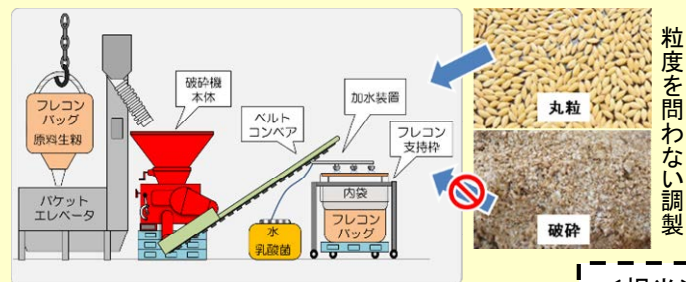 フレコン
バッグ
原料生籾
バケット
エレベータ
破砕機
本体
ベルト
コンベア
加水装置
フレコン
支持枠
水
乳酸菌
内袋
フレコン
バッグ
丸粒
破砕
粒度を問わない調製